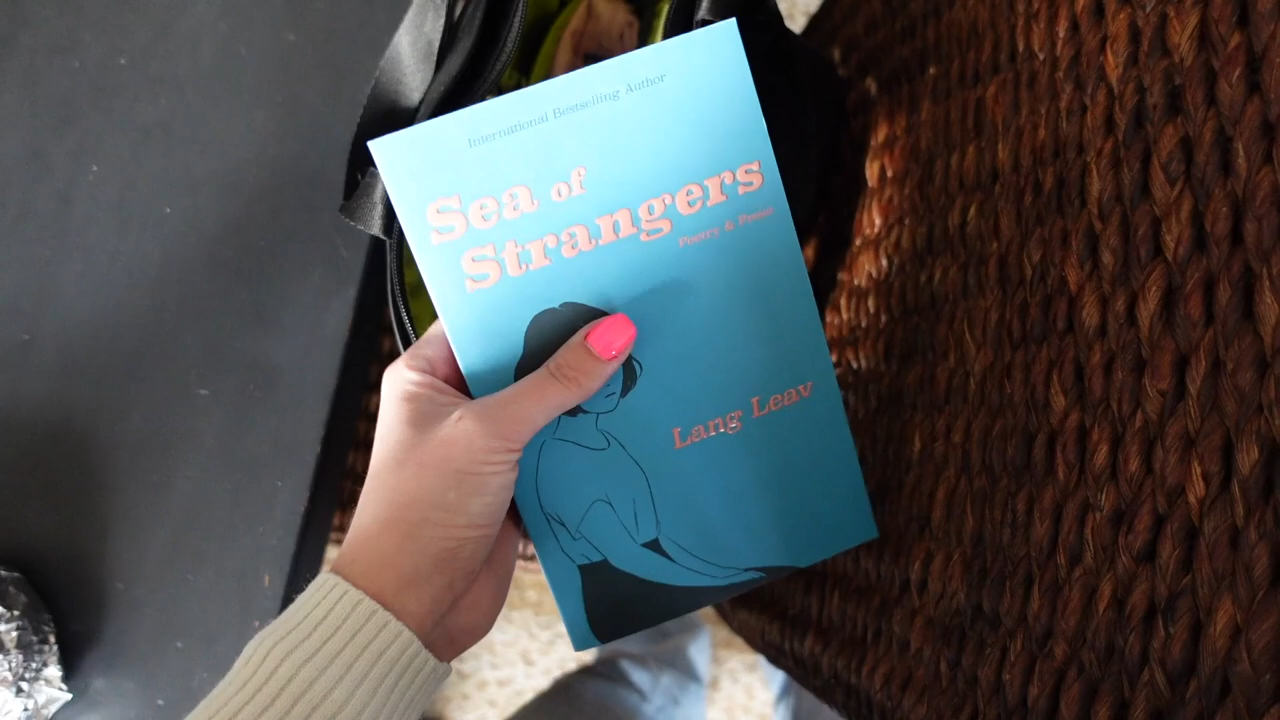 International Bestselling Author
Sea of
Strangers
Poetry & Prose
Lang Leav